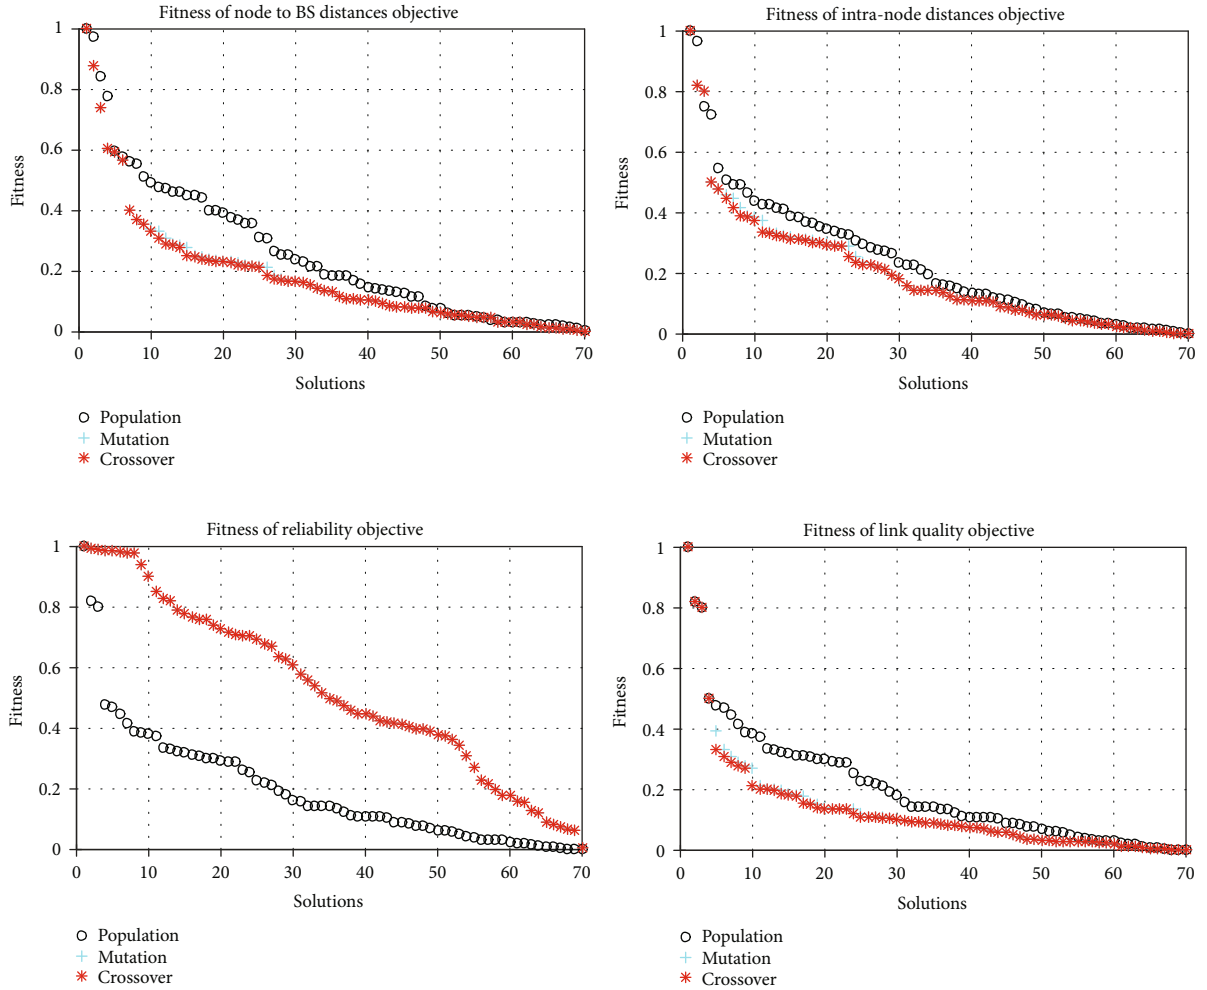 Fitness of node to BS distances objective
1
0.8
0.6
0.4
0.2
0
Fitness
0 10 20 30 40 50 60 70
Solutions
Population
Mutation
Crossover
Fitness of intra-node distances objective
1
0.8
0.6
0.4
0.2
0
Fitness
0 10 20 30 40 50 60 70
Solutions
Population
Mutation
Crossover
Fitness of reliability objective
1
0.8
0.6
0.4
0.2
0
Fitness
0 10 20 30 40 50 60 70
Solutions
Population
Mutation
Crossover
Fitness of link quality objective
1
0.8
0.6
0.4
0.2
0
Fitness
0 10 20 30 40 50 60 70
Solutions
Population
Mutation
Crossover